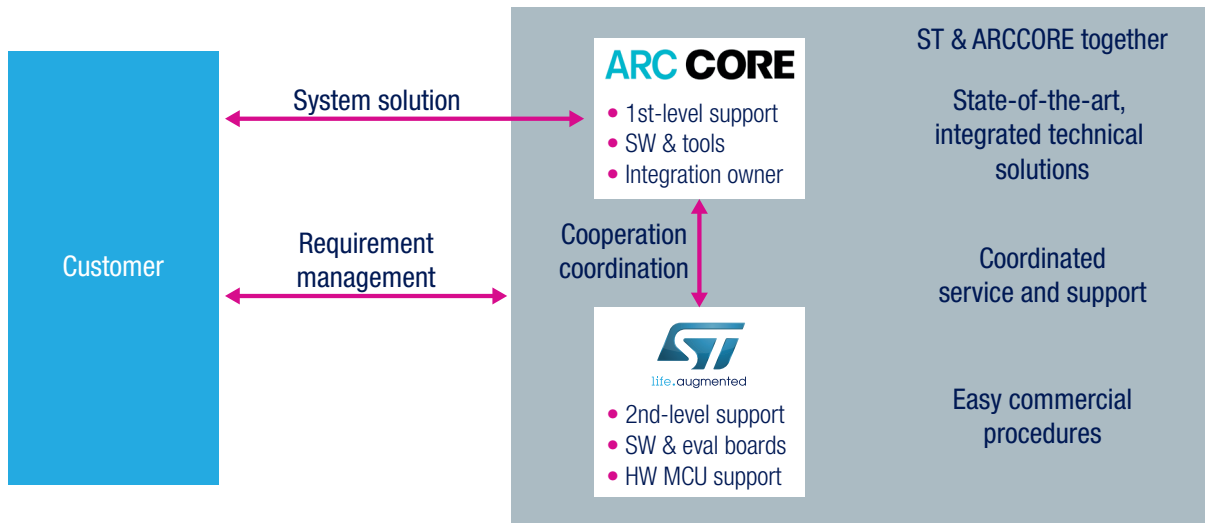 Customer
System solution
Requirement
management
ARC CORE
• 1st-level support
• SW & tools
• Integration owner
Cooperation
coordination
ST
life.augmented
• 2nd-level support
• SW & eval boards
• HW MCU support
ST & ARCCORE together
State-of-the-art,
integrated technical
solutions
Coordinated
service and support
Easy commercial
procedures